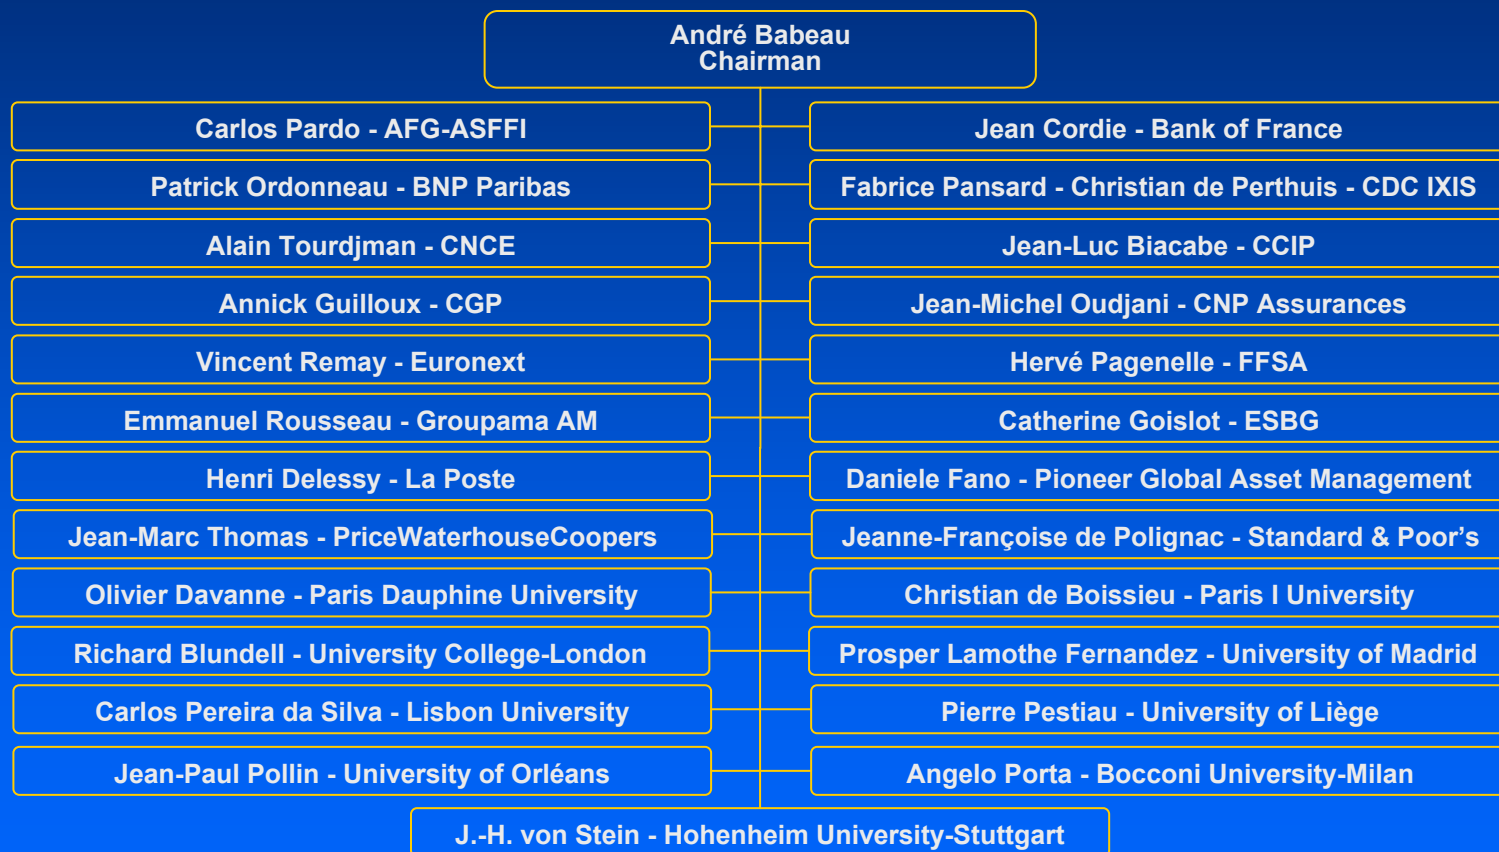 André Babeau
Chairman
Carlos Pardo - AFG-ASFFI
Jean Cordie - Bank of France
Patrick Ordonneau - BNP Paribas
Fabrice Pansard - Christian de Perthuis - CDC IXIS
Alain Tourdjman - CNCE
Jean-Luc Biacabe - CCIP
Annick Guilloux - CGP
Jean-Michel Oudjani - CNP Assurances
Vincent Remay - Euronext
Hervé Pagenelle - FFSA
Emmanuel Rousseau - Groupama AM
Catherine Goislot - ESBG
Henri Delessy - La Poste
Daniele Fano - Pioneer Global Asset Management
Jean-Marc Thomas - PriceWaterhouseCoopers
Jeanne-Françoise de Polignac - Standard & Poor’s
Olivier Davanne - Paris Dauphine University
Christian de Boissieu - Paris I University
Richard Blundell - University College-London
Prosper Lamothe Fernandez - University of Madrid
Carlos Pereira da Silva - Lisbon University
Pierre Pestiau - University of Liège
Jean-Paul Pollin - University of Orléans
Angelo Porta - Bocconi University-Milan
J.-H. von Stein - Hohenheim University-Stuttgart